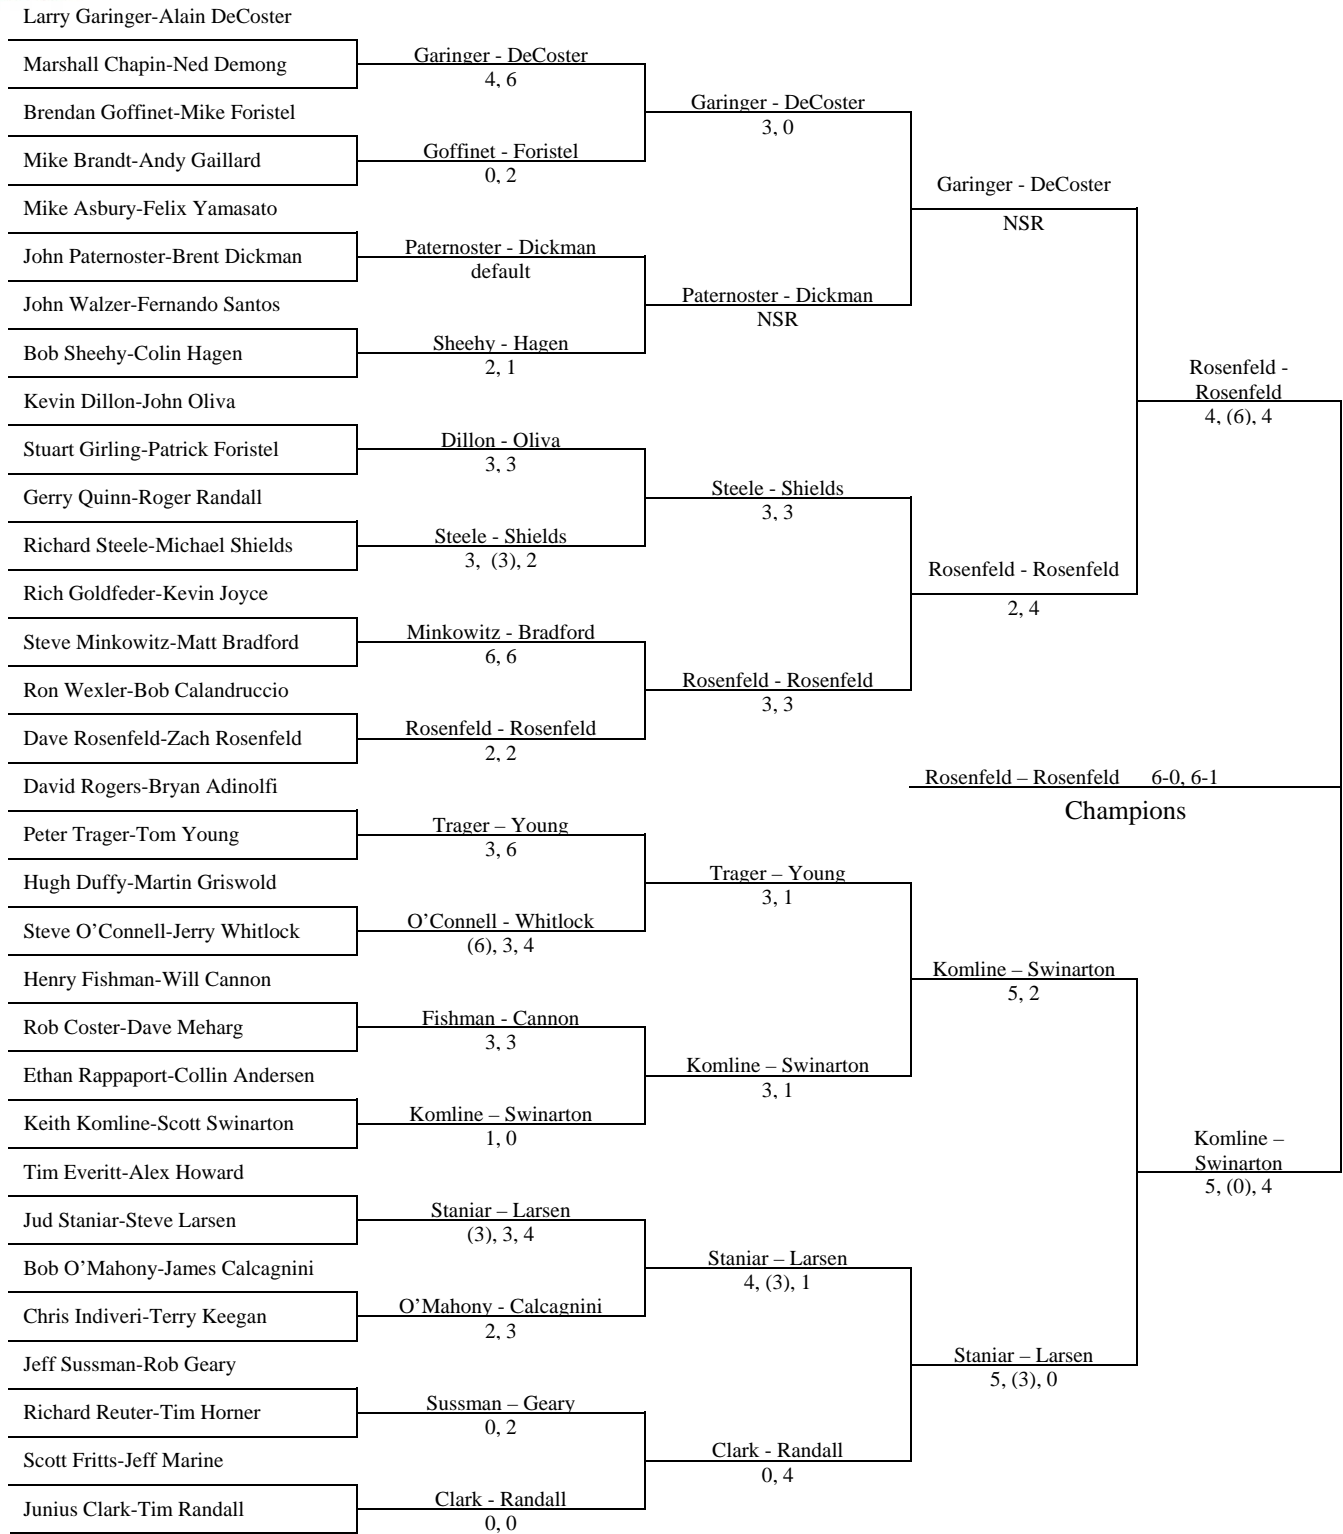 Larry Garinger-Alain DeCoster
Marshall Chapin-Ned Demong
Brendan Goffinet-Mike Foristel
Mike Brandt-Andy Gaillard
Mike Asbury-Felix Yamasato
John Paternoster-Brent Dickman
John Walzer-Fernando Santos
Bob Sheehy-Colin Hagen
Kevin Dillon-John Oliva
Stuart Girling-Patrick Foristel
Gerry Quinn-Roger Randall
Richard Steele-Michael Shields
Rich Goldfeder-Kevin Joyce
Steve Minkowitz-Matt Bradford
Ron Wexler-Bob Calandruccio
Dave Rosenfeld-Zach Rosenfeld
David Rogers-Bryan Adinolfi
Peter Trager-Tom Young
Hugh Duffy-Martin Griswold
Steve O’Connell-Jerry Whitlock
Henry Fishman-Will Cannon
Rob Coster-Dave Meharg
Ethan Rappaport-Collin Andersen
Keith Komline-Scott Swinarton
Tim Everitt-Alex Howard
Jud Staniar-Steve Larsen
Bob O’Mahony-James Calcagnini
Chris Indiveri-Terry Keegan
Jeff Sussman-Rob Geary
Richard Reuter-Tim Horner
Scott Fritts-Jeff Marine
Junius Clark-Tim Randall
Garinger - DeCoster
4, 6
Goffinet - Foristel
0, 2
Paternoster - Dickman
default
Sheehy - Hagen
2, 1
Dillon - Oliva
3, 3
Steele - Shields
3, (3), 2
Minkowitz - Bradford
6, 6
Rosenfeld - Rosenfeld
2, 2
Trager – Young
3, 6
O’Connell - Whitlock
(6), 3, 4
Fishman - Cannon
3, 3
Komline – Swinarton
1, 0
Staniar – Larsen
(3), 3, 4
O’Mahony - Calcagnini
2, 3
Sussman – Geary
0, 2
Clark - Randall
0, 0
Garinger - DeCoster
3, 0
Paternoster - Dickman
NSR
Steele - Shields
3, 3
Rosenfeld - Rosenfeld
3, 3
Trager – Young
3, 1
Komline – Swinarton
3, 1
Staniar – Larsen
4, (3), 1
Clark - Randall
0, 4
Garinger - DeCoster
NSR
Rosenfeld - Rosenfeld
2, 4
Komline – Swinarton
5, 2
Staniar – Larsen
5, (3), 0
Rosenfeld -
Rosenfeld
4, (6), 4
Komline –
Swinarton
5, (0), 4
Rosenfeld – Rosenfeld 6-0, 6-1
Champions